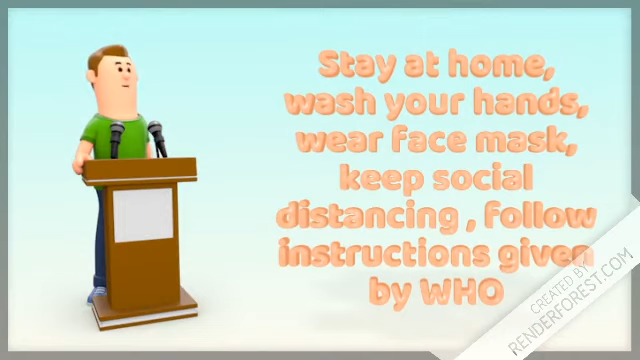 Stay at home,
wash your hands,
wear face mask,
keep social
distancing , follow
instructions given
by WHO
CREATED BY
RENDERFOREST.COM